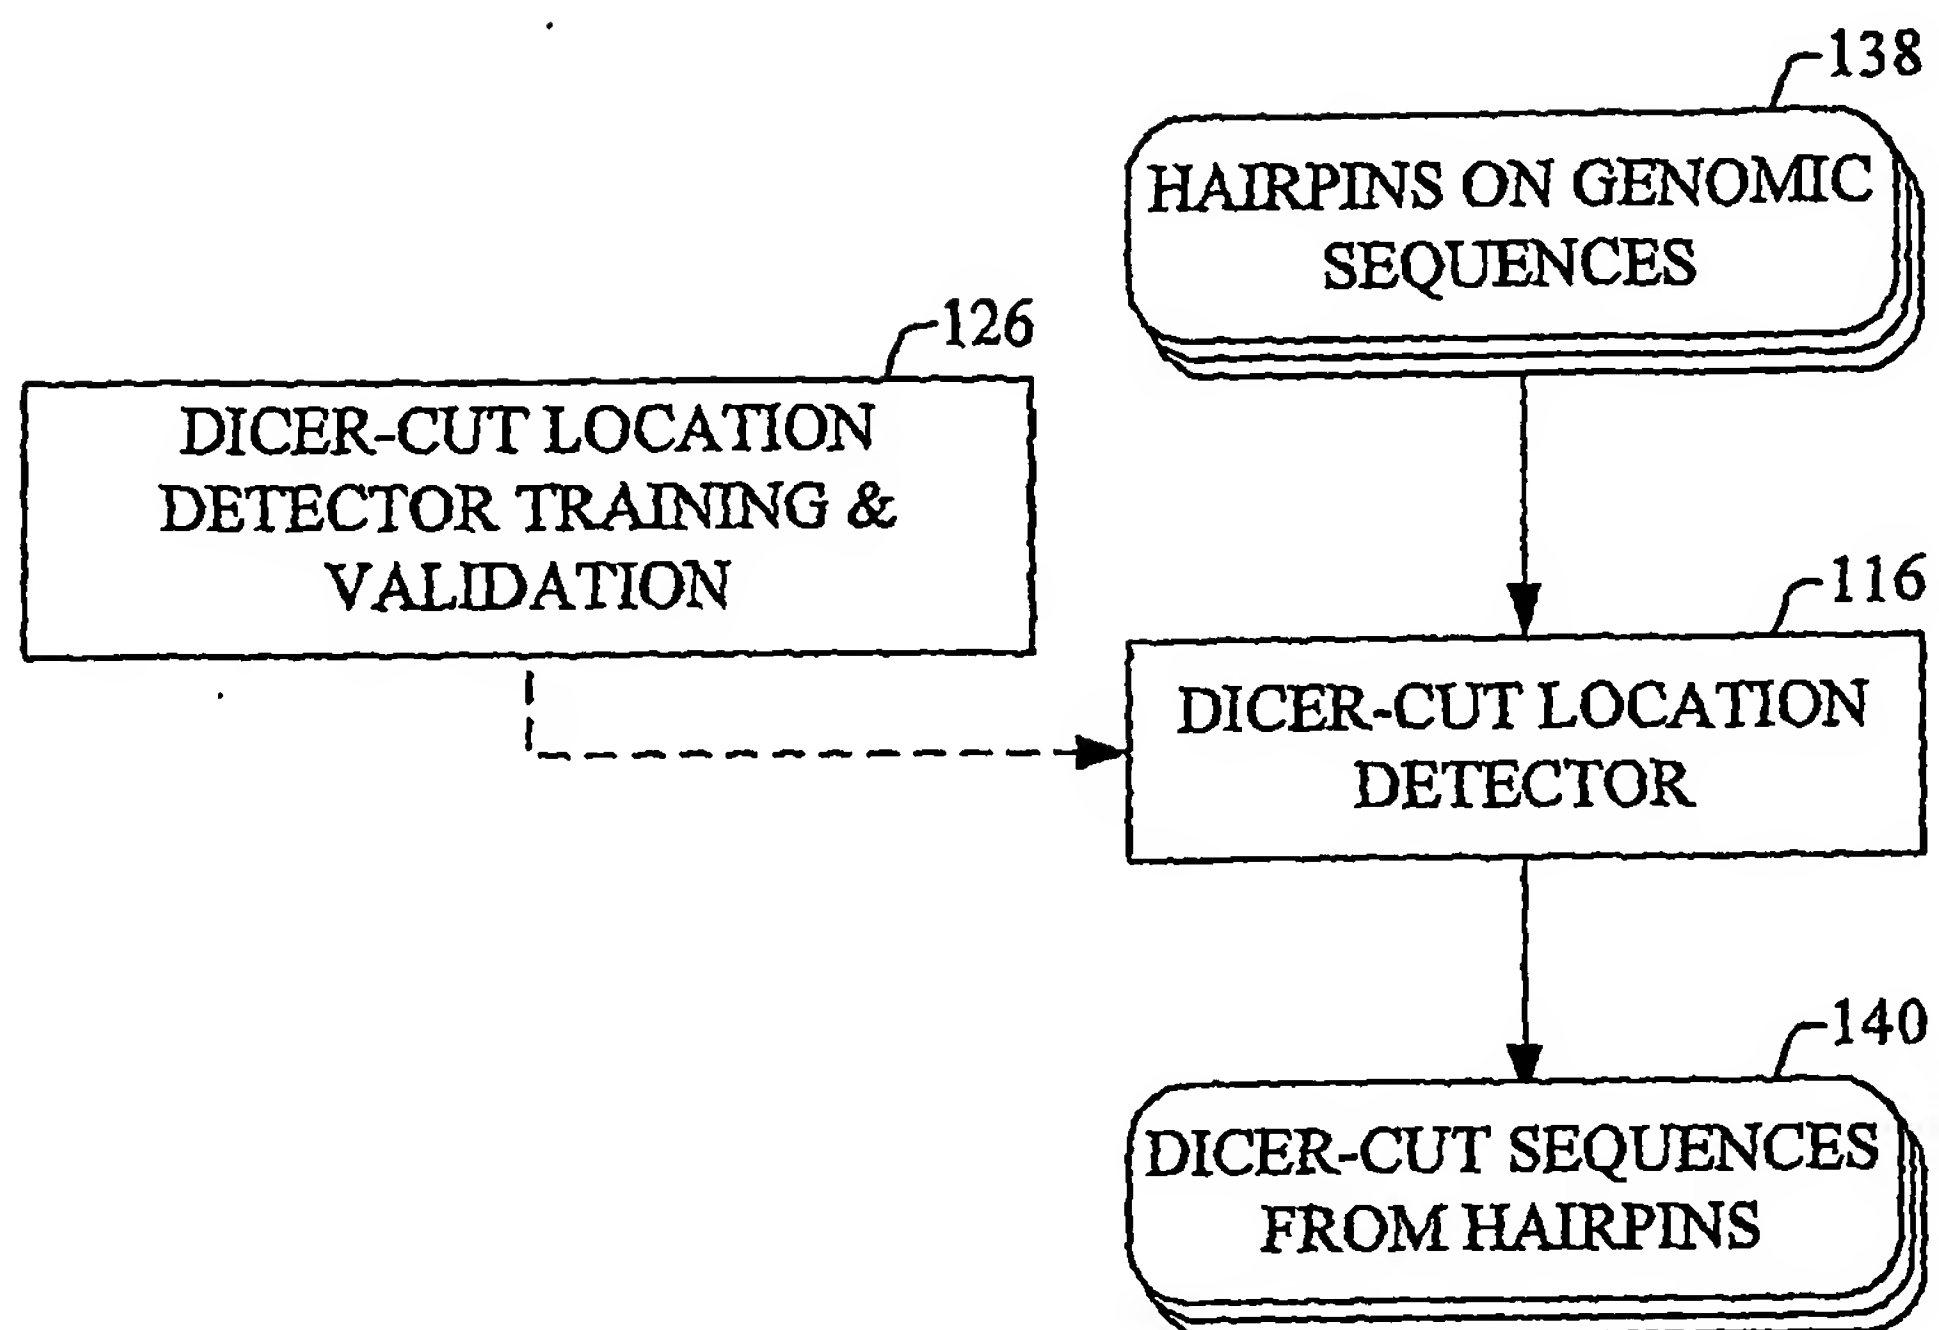 138
HAIRPINS ON GENOMIC
SEQUENCES
126
DICER-CUT LOCATION
DETECTOR TRAINING &
VALIDATION
116
DICER-CUT LOCATION
DETECTOR
140
DICER-CUT SEQUENCES
FROM HAIRPINS